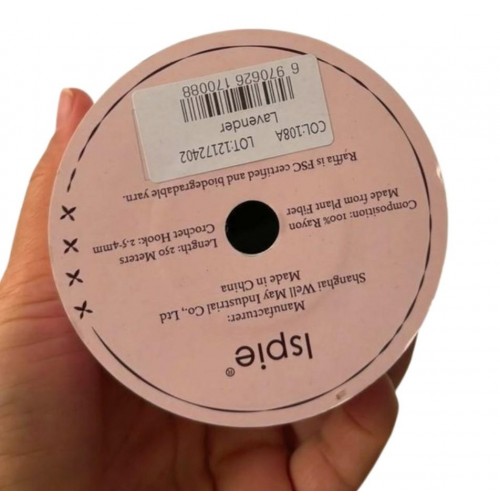 Ispie®
Manufacturer:
Shanghai Well May Industrial Co., Ltd
Made in China
Length: 250 Meters
Crochet Hook: 2.5-4mm
Composition: 100% Rayon
Made from Plant Fiber
Raffia is FSC certified and biodegradable yarn.
COL:108A LOT:12172402
Lavender
6 970626 170088